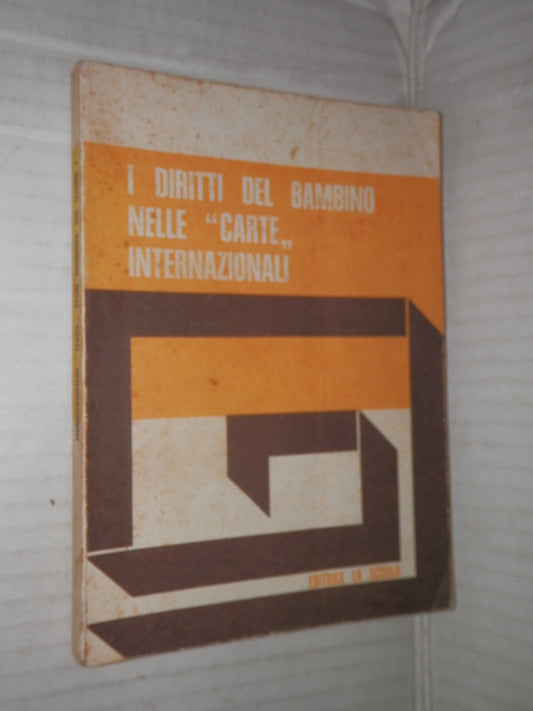 I DIRITTI DEL BAMBINO
NELLE “CARTE„
INTERNAZIONALI
EDITRICE LA SCUOLA